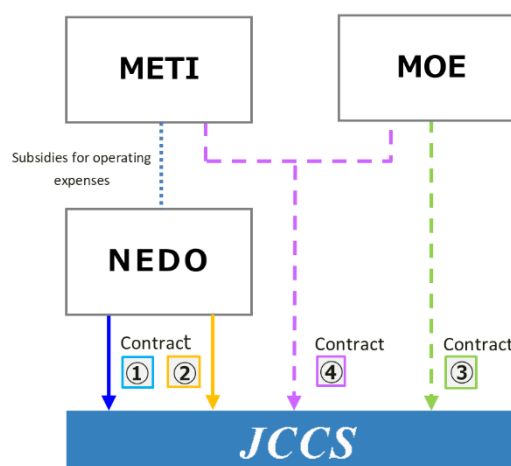 METI
MOE
Subsidies for operating
expenses
NEDO
Contract
① ②
Contract
④
Contract
③
JCCS